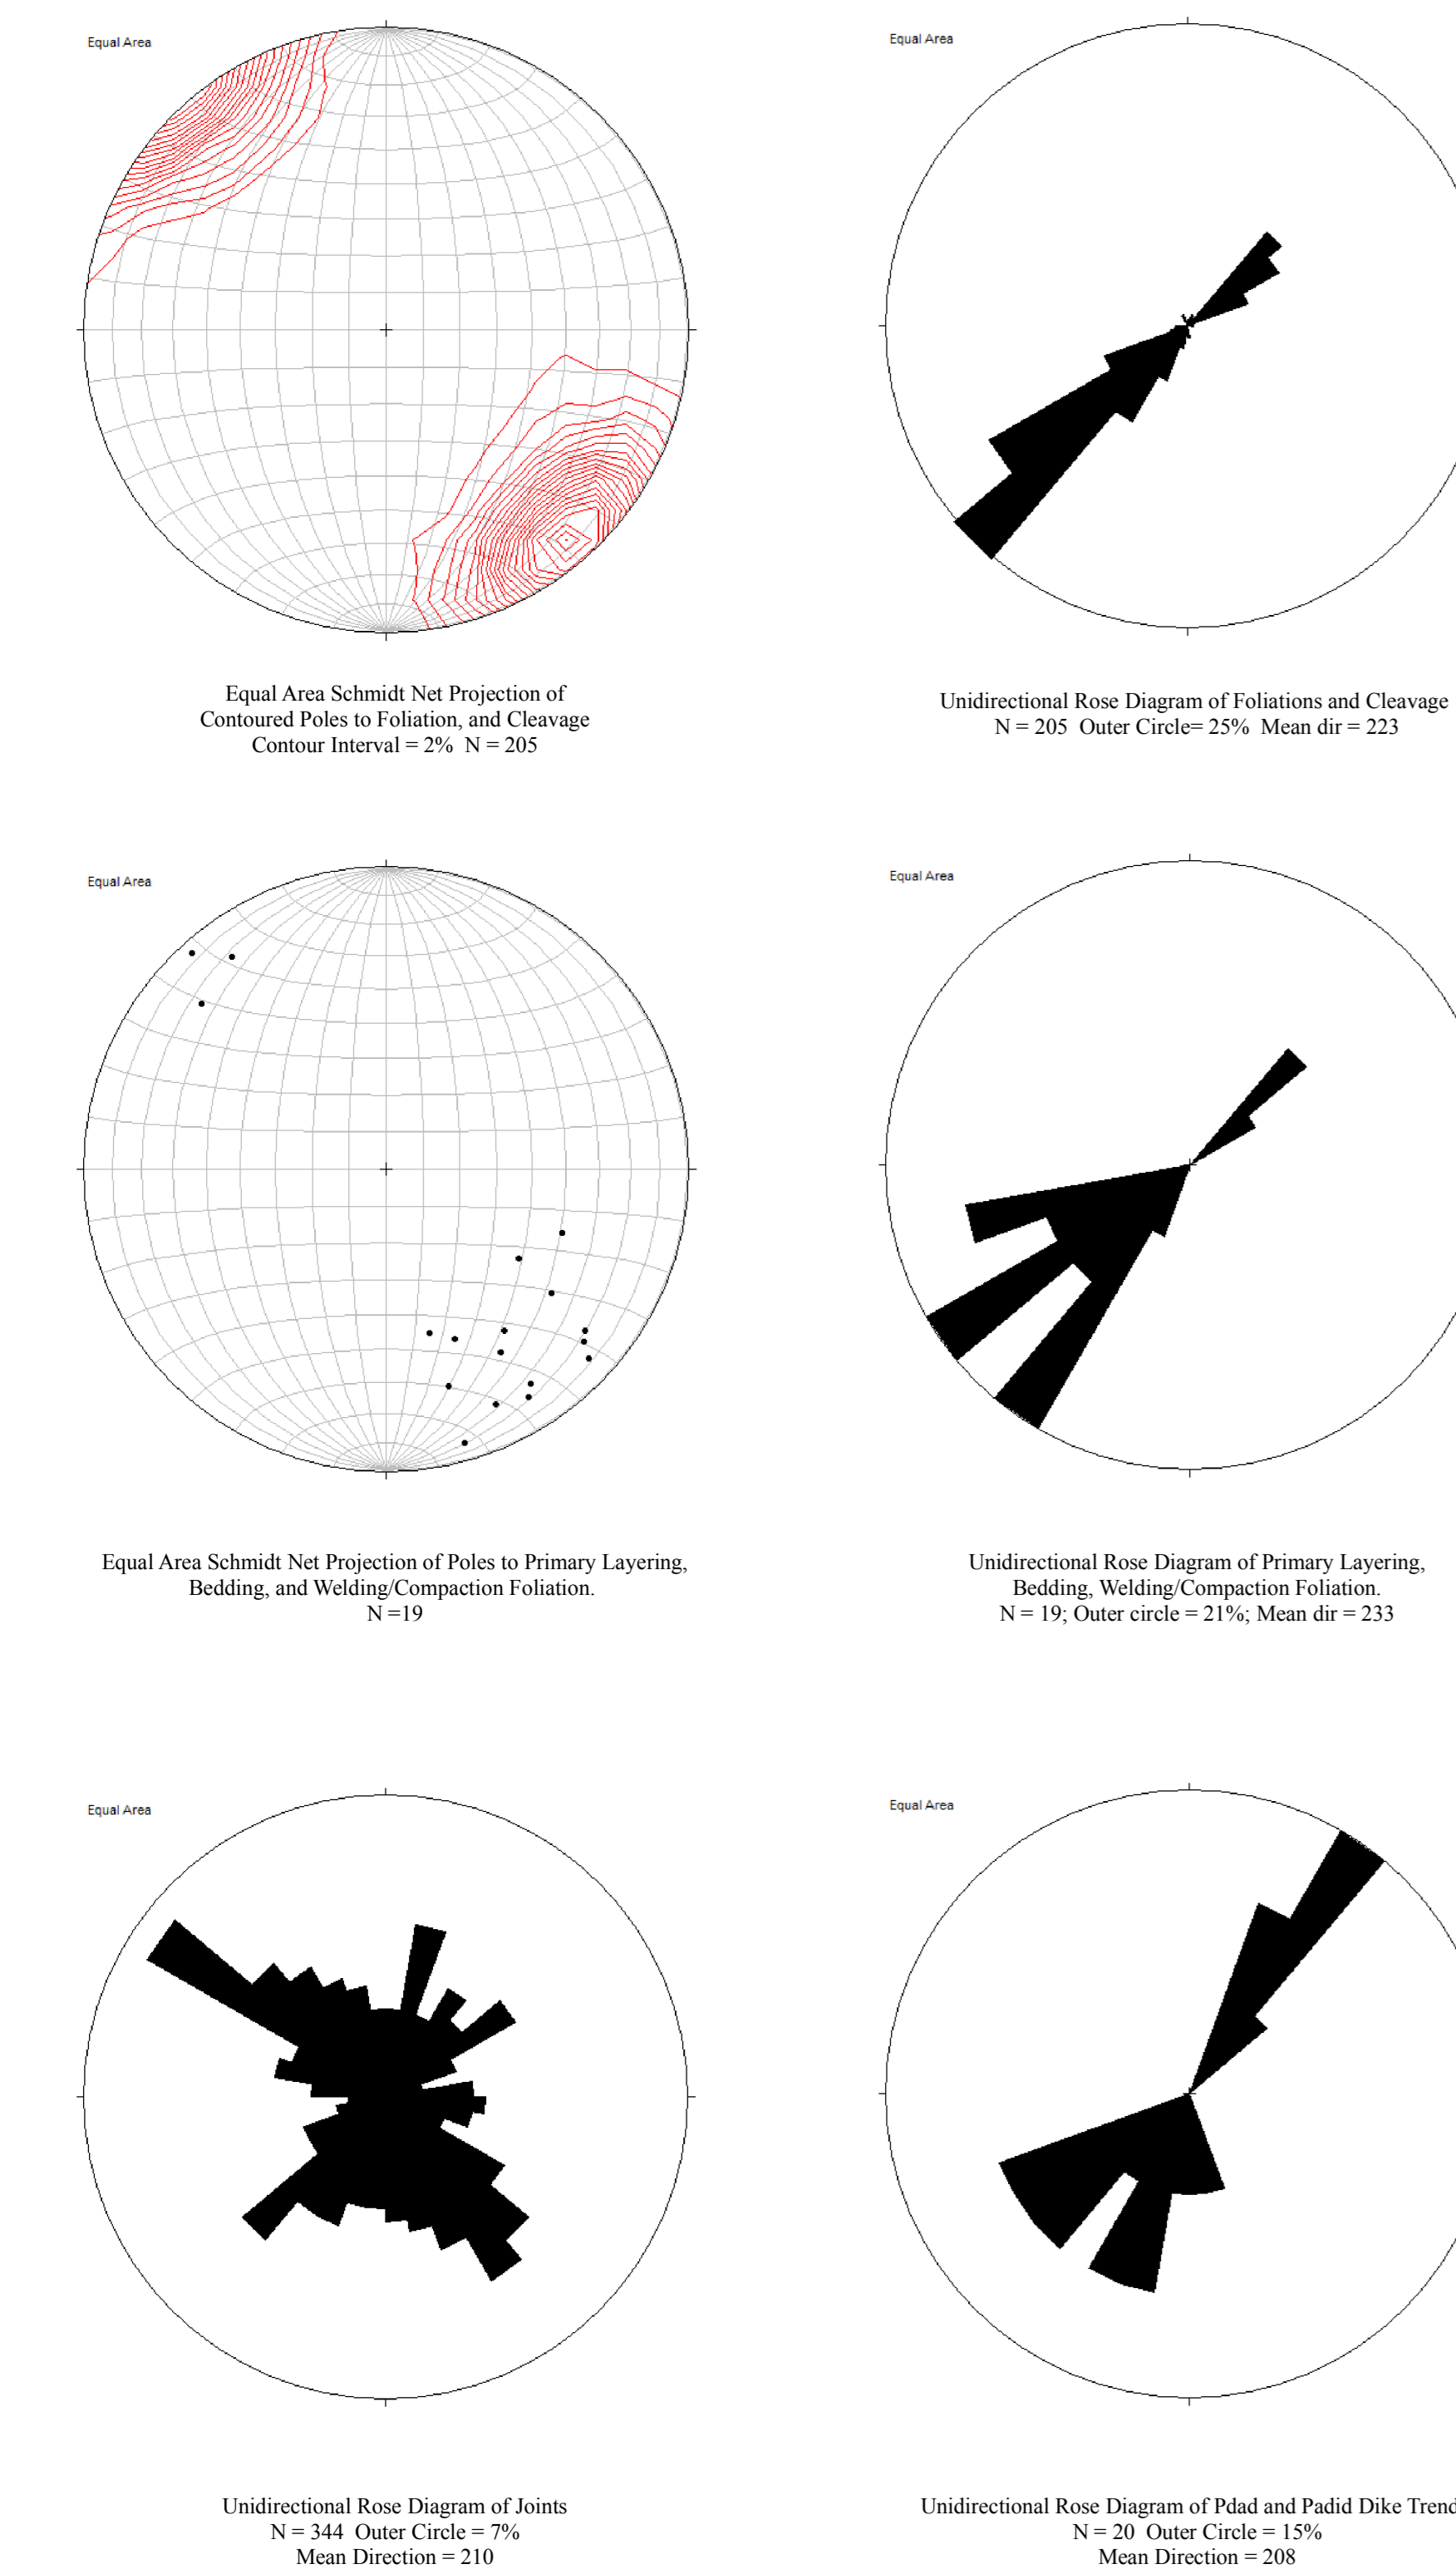 Equal Area
Equal Area
Equal Area Schmidt Net Projection of
Contoured Poles to Foliation, and Cleavage
Contour Interval = 2% N = 205
Unidirectional Rose Diagram of Foliations and Cleavage
N = 205 Outer Circle= 25% Mean dir = 223
Equal Area
Equal Area
Equal Area Schmidt Net Projection of Poles to Primary Layering,
Bedding, and Welding/Compaction Foliation.
N =19
Unidirectional Rose Diagram of Primary Layering,
Bedding, Welding/Compaction Foliation.
N = 19; Outer circle = 21%; Mean dir = 233
Equal Area
Equal Area
Unidirectional Rose Diagram of Joints
N = 344 Outer Circle = 7%
Mean Direction = 210
Unidirectional Rose Diagram of Pdad and Padid Dike Trend
N = 20 Outer Circle = 15%
Mean Direction = 208